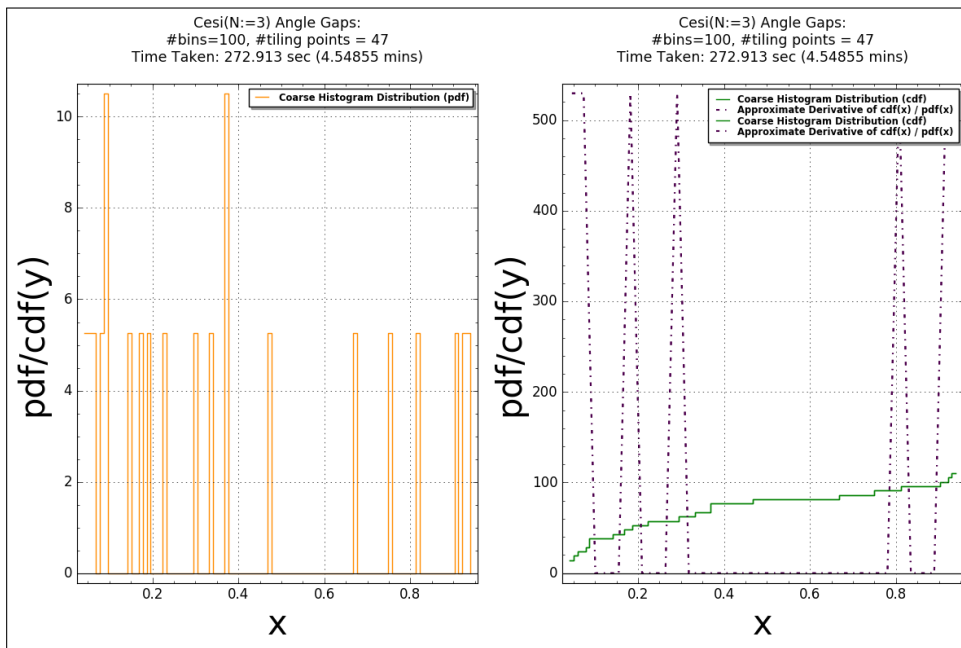 Cesi(N:=3) Angle Gaps:
#bins=100, #tiling points = 47
Time Taken: 272.913 sec (4.54855 mins)
Coarse Histogram Distribution (pdf)
10
8
6
4
2
0
0.2
0.4
0.6
0.8
pdf/cdf(y)
x
Cesi(N:=3) Angle Gaps:
#bins=100, #tiling points = 47
Time Taken: 272.913 sec (4.54855 mins)
Coarse Histogram Distribution (cdf)
Approximate Derivative of cdf(x) / pdf(x)
Coarse Histogram Distribution (cdf)
Approximate Derivative of cdf(x) / pdf(x)
500
400
300
200
100
0
0.2
0.4
0.6
0.8
pdf/cdf(y)
x